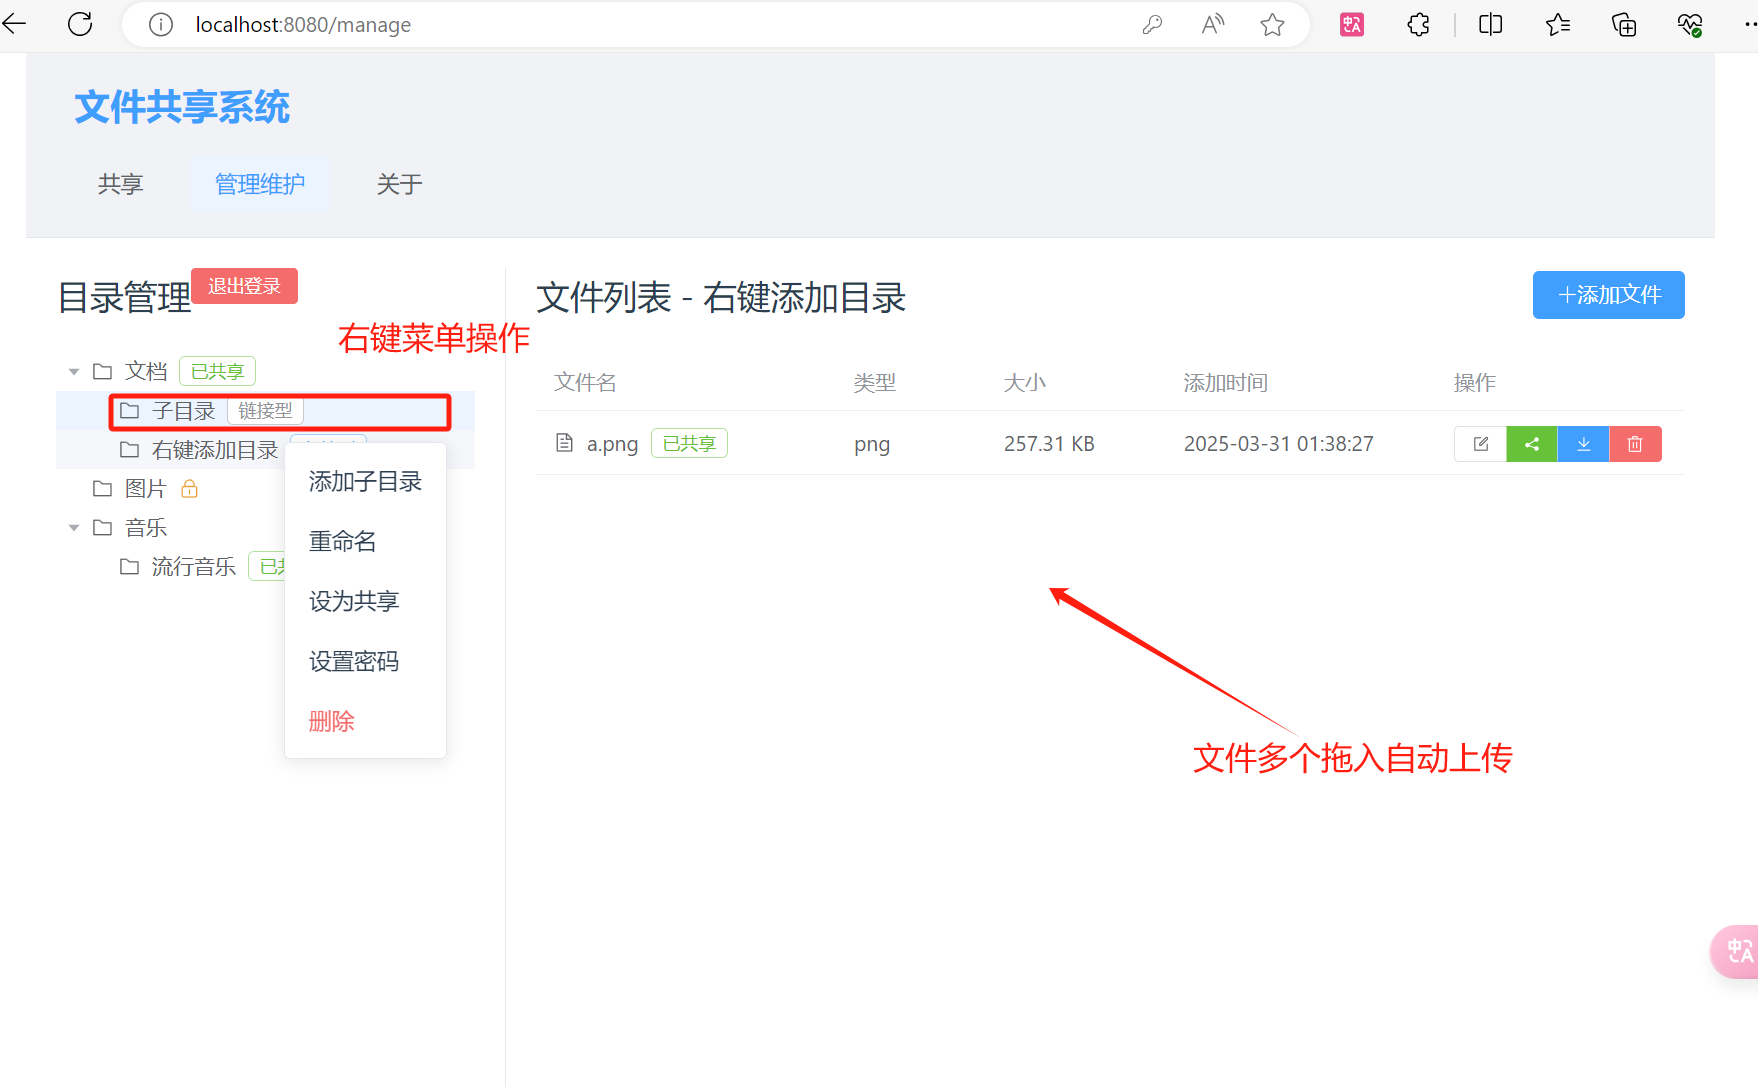 localhost:8080/manage
文件共享系统
共享 管理维护 关于
目录管理 退出登录
右键菜单操作
文档 已共享
子目录 链接型
右键添加目录
图片
音乐
流行音乐
添加子目录
重命名
设为共享
设置密码
删除
文件列表 - 右键添加目录
+添加文件
文件名 类型 大小 添加时间 操作
a.png 已共享 png 257.31 KB 2025-03-31 01:38:27
文件多个拖入自动上传